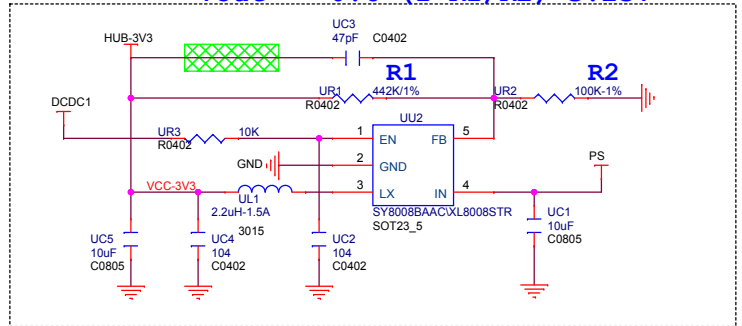 UC3
HUB-3V3
47pF
C0402
R1
R2
DCDC1
UR1
442K/1%
UR2
100K-1%
R0402
R0402
UU2
UR3
10K
1
EN
FB
5
R0402
2
GND
GND
PS
VCC-3V3
3
LX
IN
4
UL1
2.2uH-1.5A
SY8008BAAC\XL8008STR
SOT23_5
3015
UC5
10uF
C0805
UC4
104
C0402
UC2
104
C0402
UC1
10uF
C0805